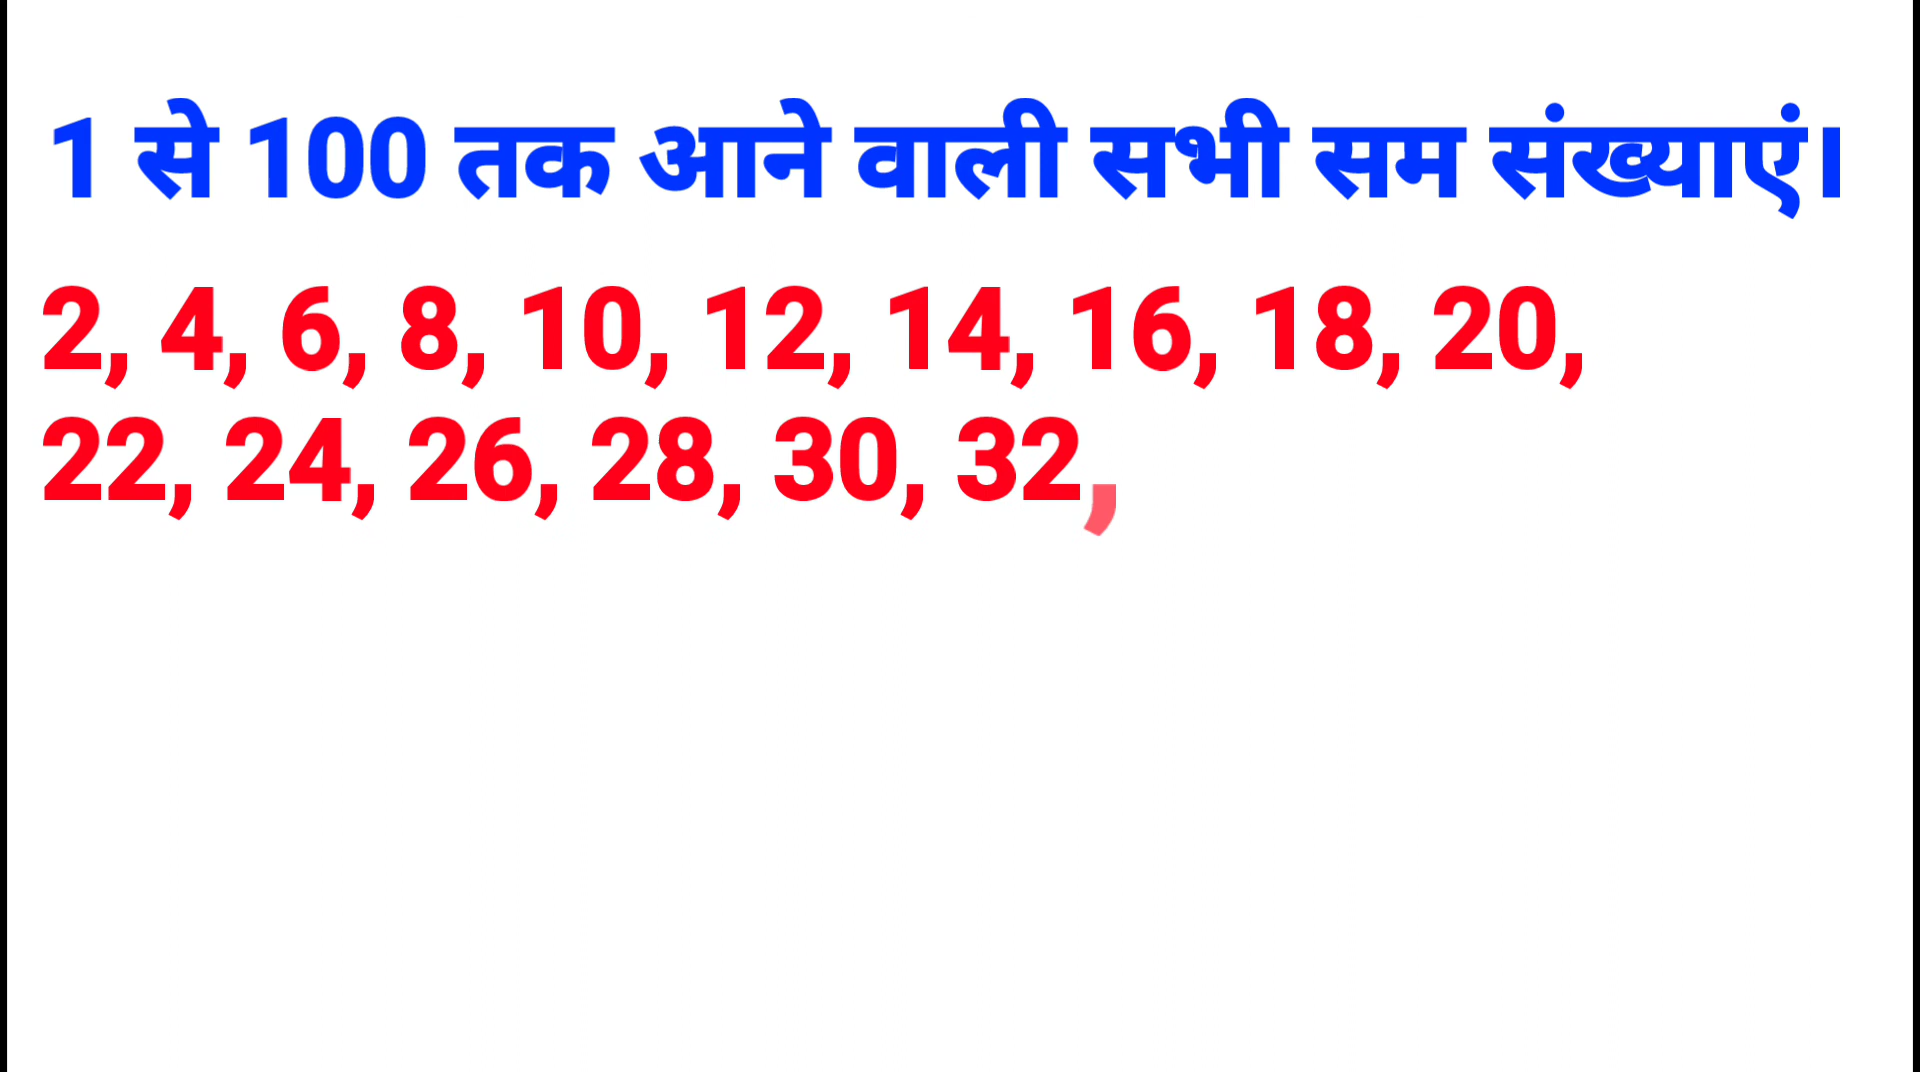 1 से 100 तक आने वाली सभी सम संख्याएं।
2, 4, 6, 8, 10, 12, 14, 16, 18, 20,
22, 24, 26, 28, 30, 32,